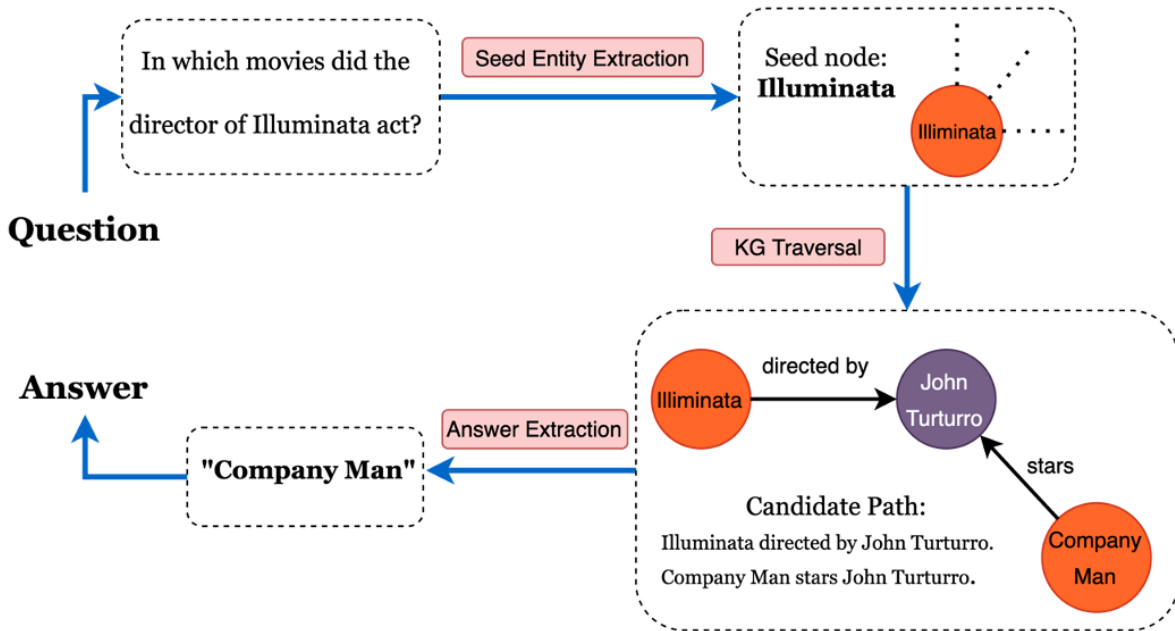 In which movies did the
director of Illuminata act?
Seed Entity Extraction
Seed node:
Illuminata
Illiminata
Question
KG Traversal
Illiminata
directed by
John
Turturro
stars
Company
Man
Candidate Path:
Illuminata directed by John Turturro.
Company Man stars John Turturro.
Answer Extraction
"Company Man"
Answer